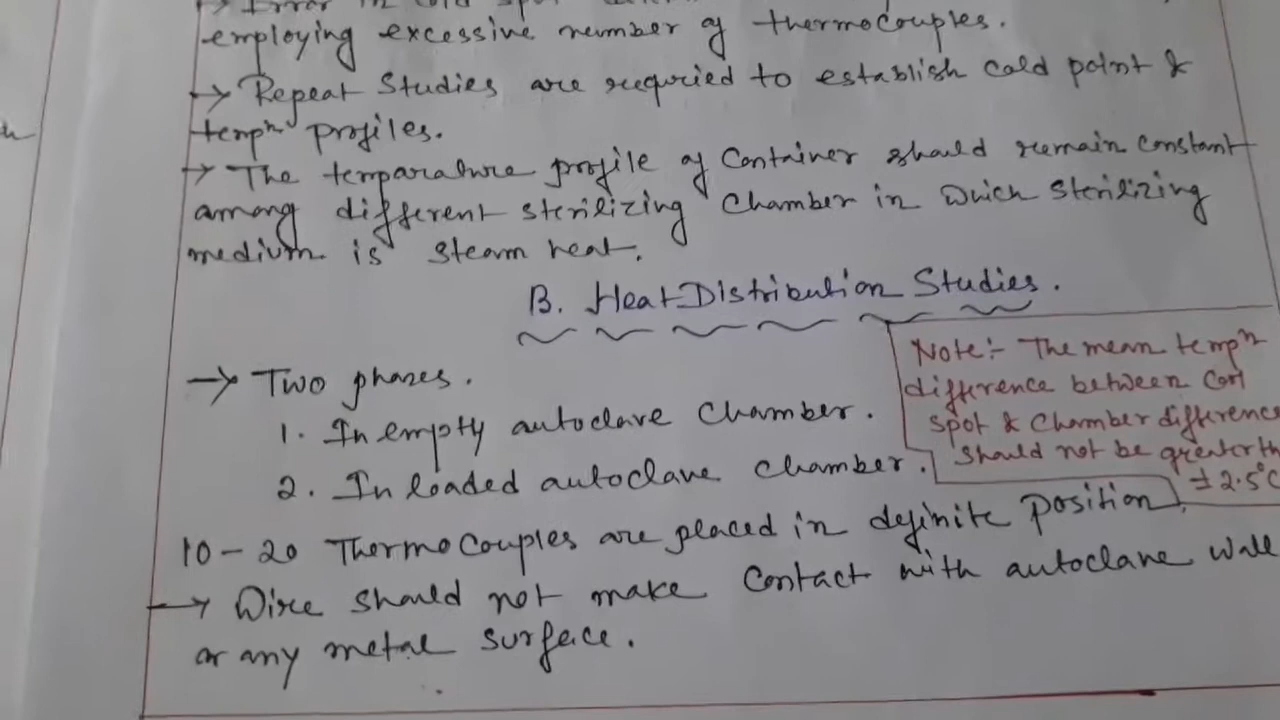 employing excessive number of thermocouples.
→ Repeat Studies are requried to establish cold point &
tempⁿ profiles.
→ The temparature profile of Container should remain constant
among different sterilizing chamber in which sterilizing
medium is steam heat.
B. Heat Distribution Studies.
→ Two phases.
1. In empty autoclave chamber.
2. In loaded autoclave chamber.
Note:- The mean tempⁿ
difference between Cool
spot & chamber difference
should not be greater th
± 2.5°C
10 - 20 Thermocouples are placed in definite position.
→ Wire should not make contact with autoclave wall
or any metal surface.